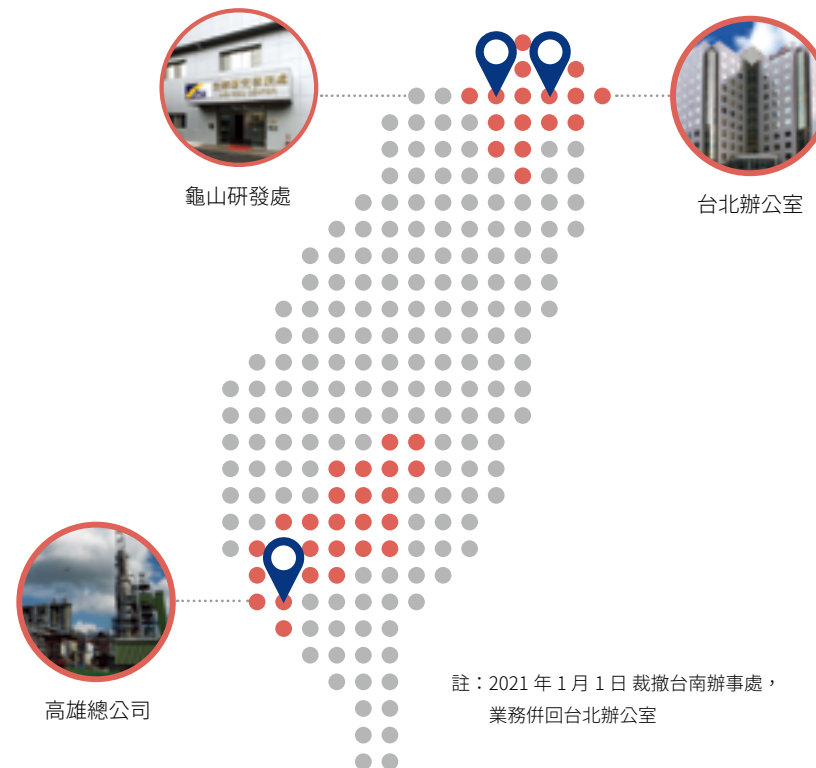 龜山研發處
台北辦公室
高雄總公司
註：2021 年 1 月 1 日 裁撤台南辦事處，
業務併回台北辦公室